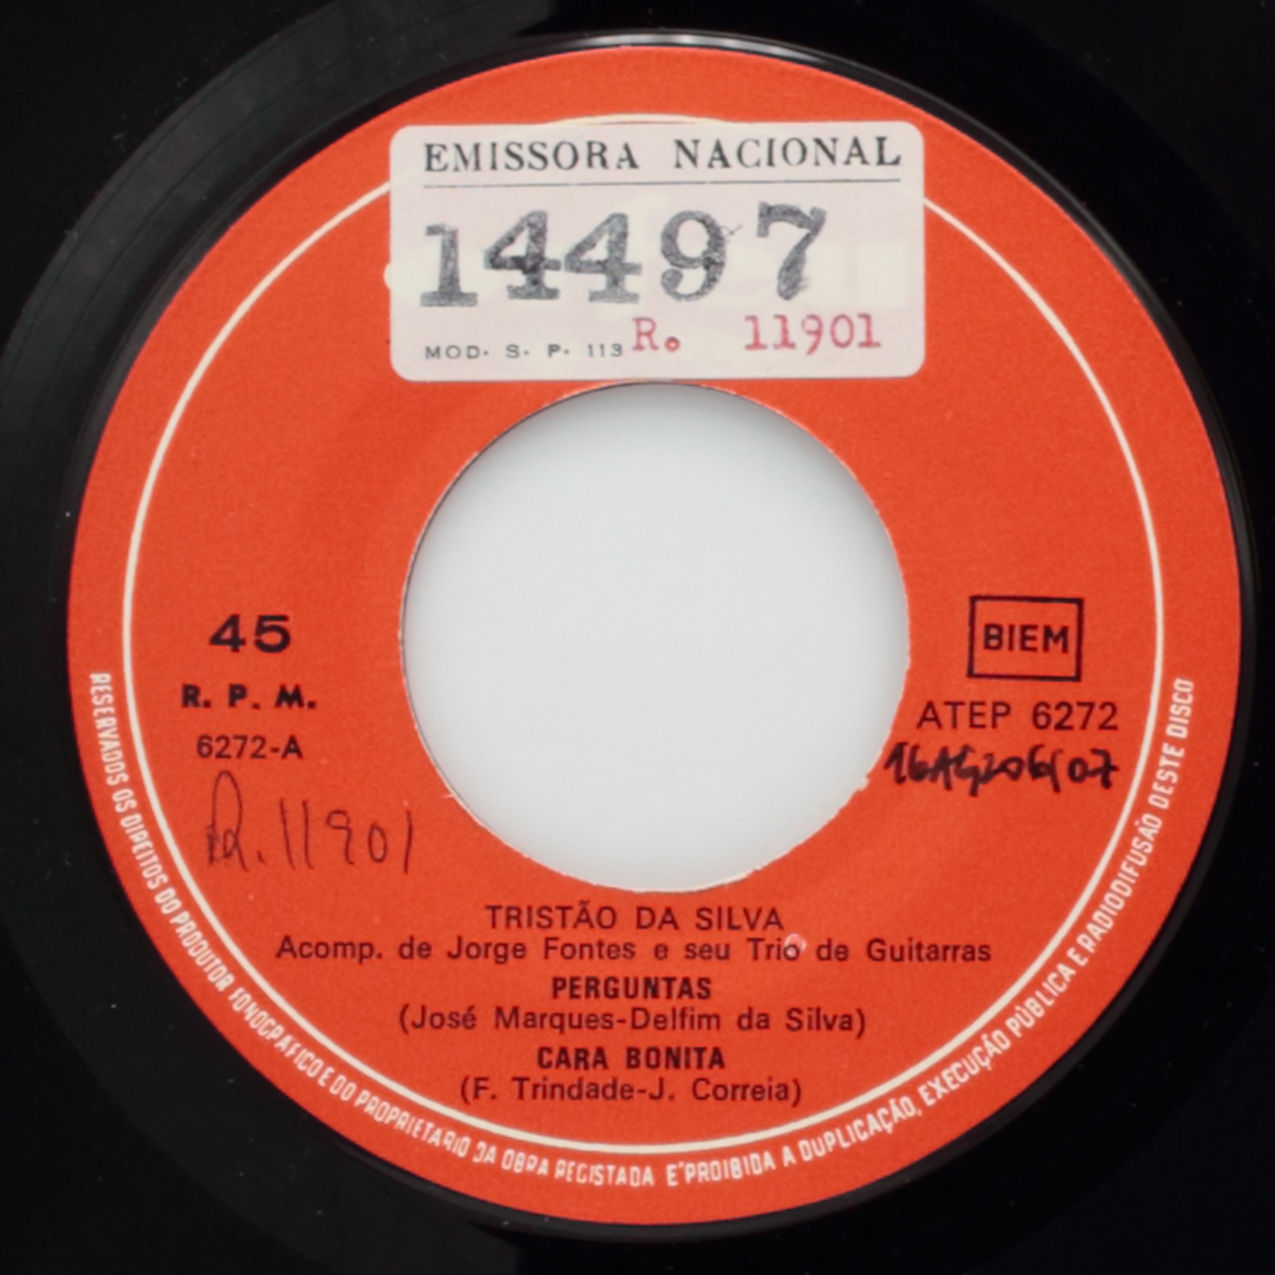 EMISSORA NACIONAL
14497
MOD. S. P. 113 R. 11901
45
R. P. M.
6272-A
R. 11901
BIEM
ATEP 6272
TRISTÃO DA SILVA
Acomp. de Jorge Fontes e seu Trio de Guitarras
PERGUNTAS
(José Marques-Delfim da Silva)
CARA BONITA
(F. Trindade-J. Correia)
RESERVADOS OS DIREITOS DO PRODUTOR FONOGRAFICO E DO PROPRIETARIO DA OBRA REGISTADA E'PROIBIDA A DUPLICAÇÃO, EXECUÇÃO PÚBLICA E RADIODIFUSÃO DESTE DISCO